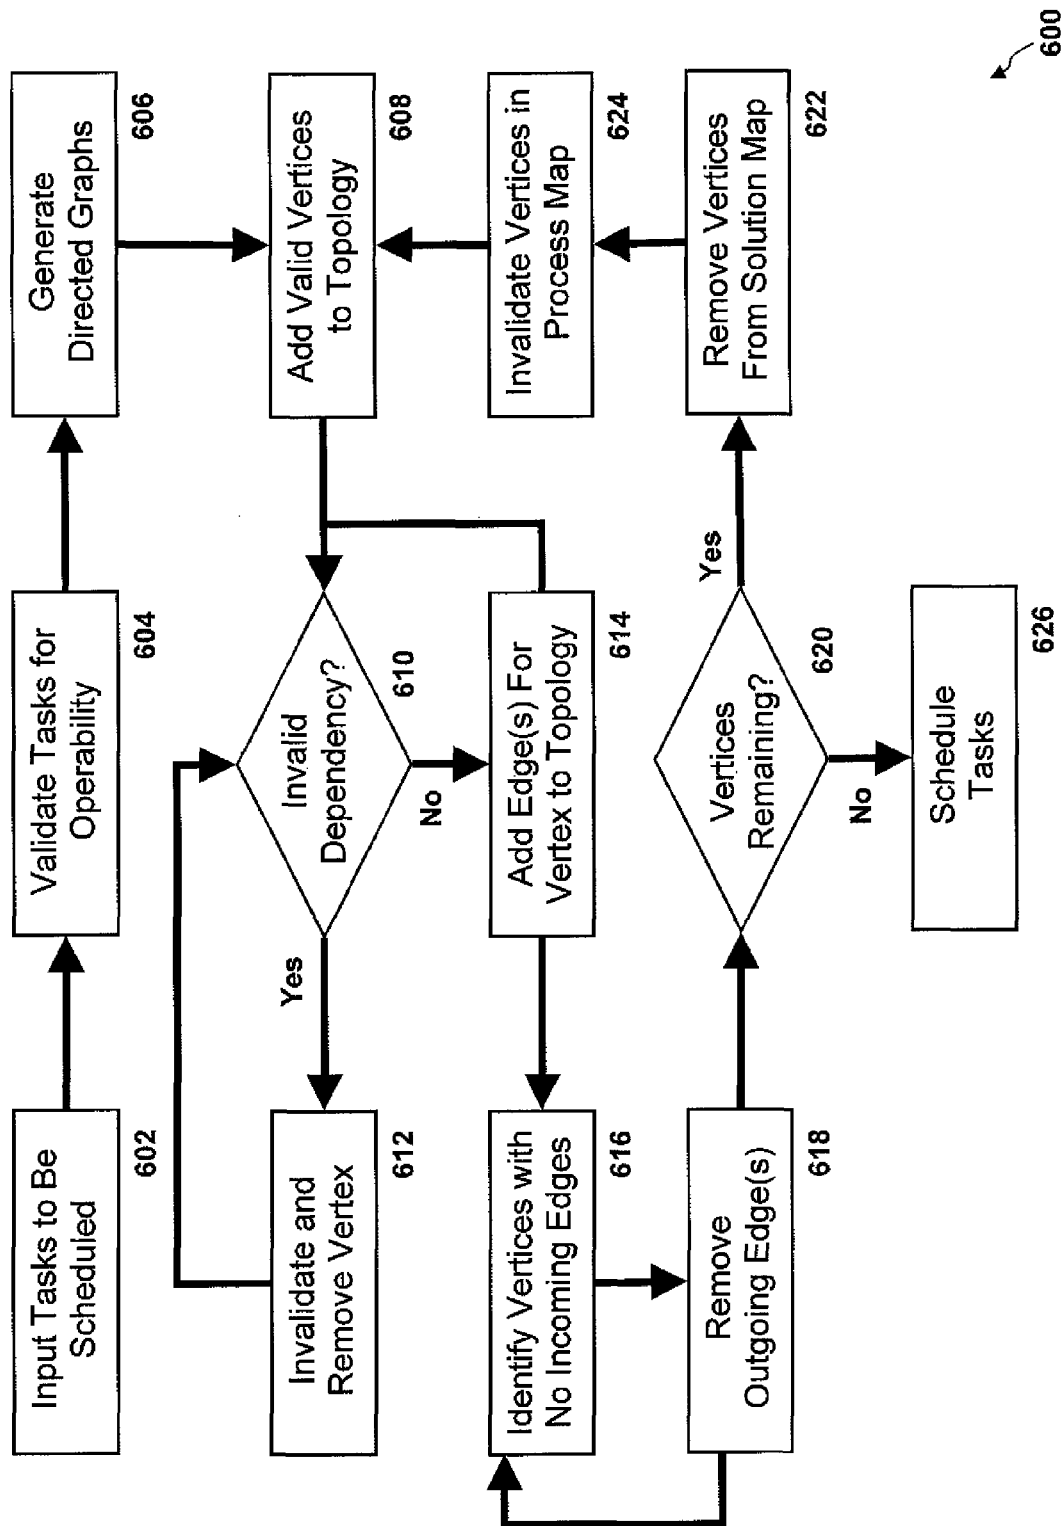 Input Tasks to Be
Scheduled
602
Validate Tasks for
Operability
604
Generate
Directed Graphs
606
Invalidate and
Remove Vertex
612
Yes
Invalid
Dependency?
610
No
Add Valid Vertices
to Topology
608
Identify Vertices with
No Incoming Edges
616
Add Edge(s) For
Vertex to Topology
614
Invalidate Vertices in
Process Map
624
Remove
Outgoing Edge(s)
618
Vertices
Remaining?
620
Yes
No
Remove Vertices
From Solution Map
622
Schedule
Tasks
626
600